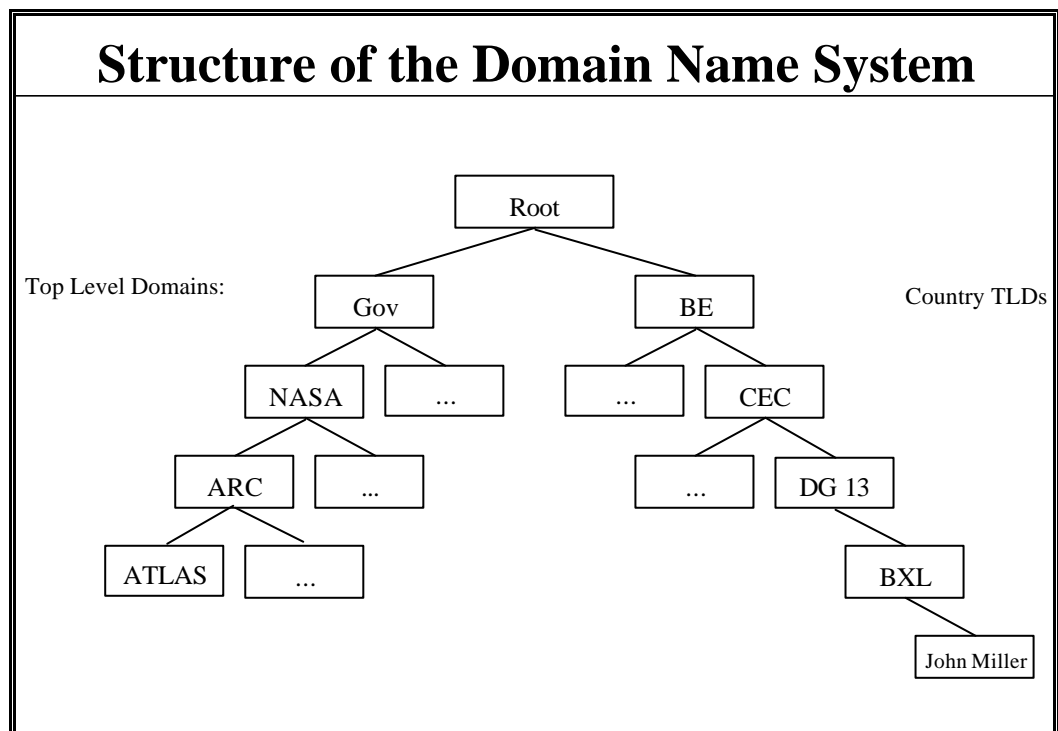 Structure of the Domain Name System
Root
Top Level Domains:
Gov
BE
Country TLDs
NASA
...
...
CEC
ARC
...
...
DG 13
ATLAS
...
BXL
John Miller